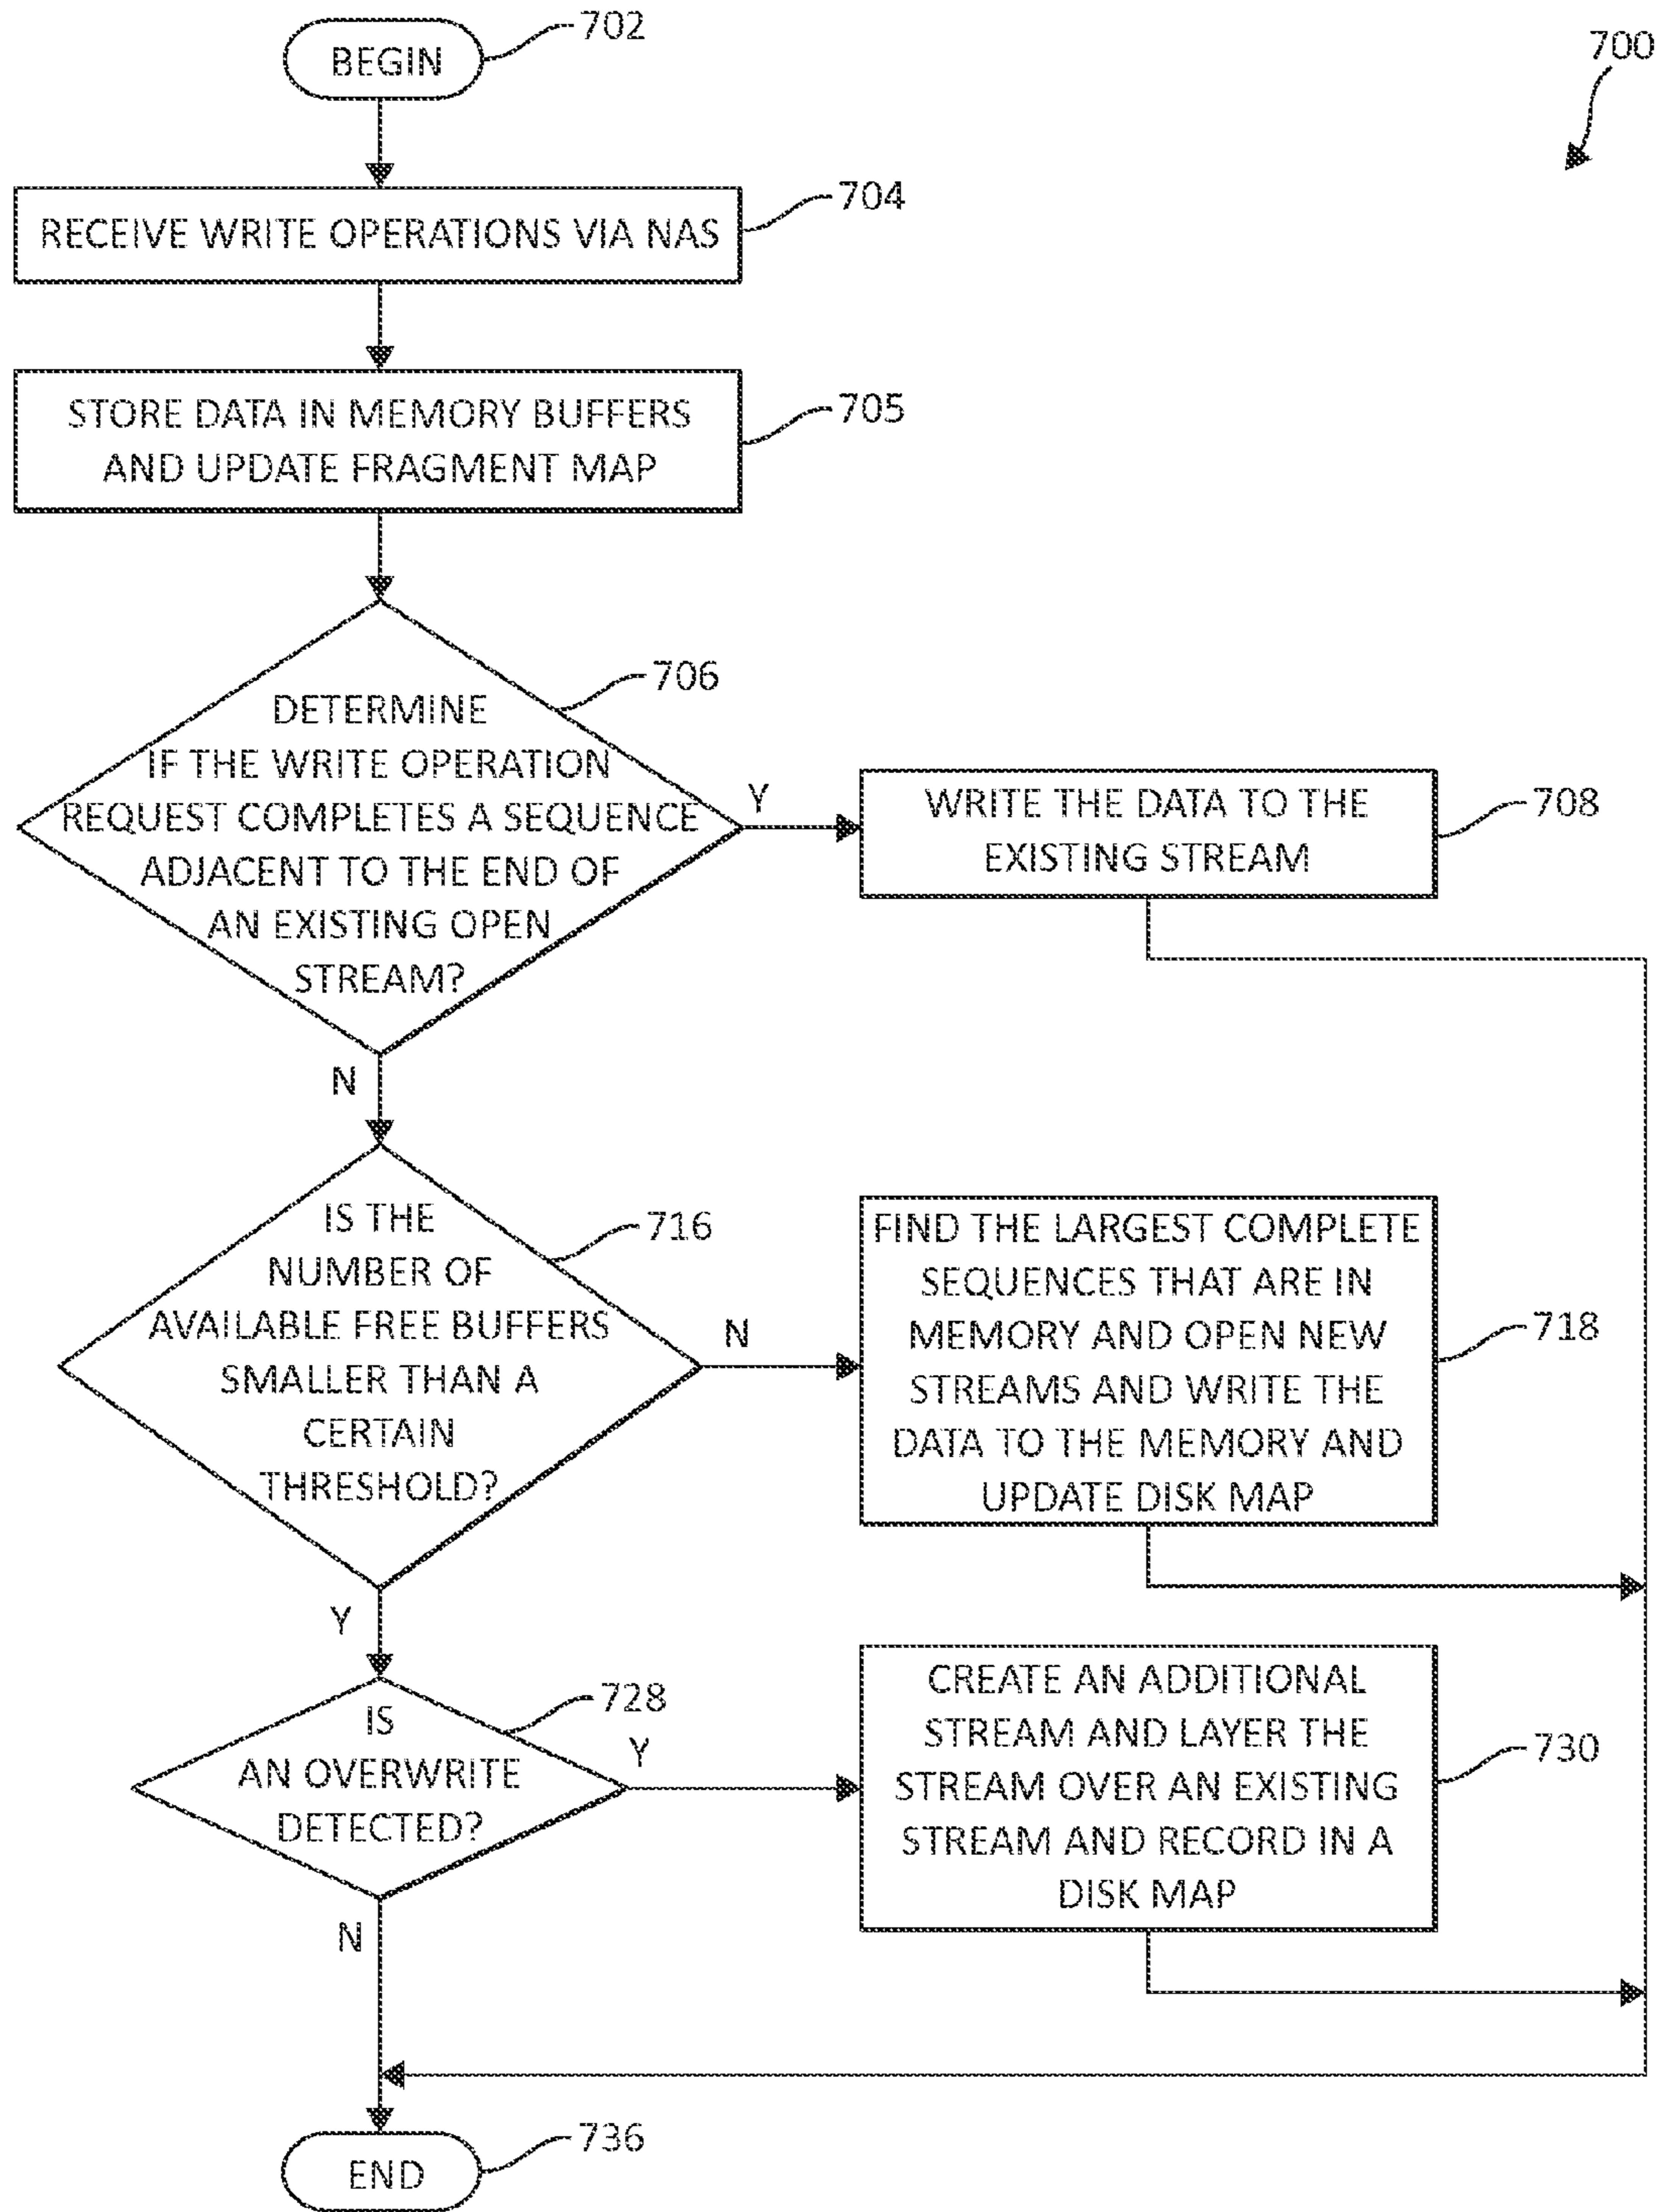 702
BEGIN
700
704
RECEIVE WRITE OPERATIONS VIA NAS
705
STORE DATA IN MEMORY BUFFERS
AND UPDATE FRAGMENT MAP
706
DETERMINE
IF THE WRITE OPERATION
REQUEST COMPLETES A SEQUENCE
ADJACENT TO THE END OF
AN EXISTING OPEN
STREAM?
Y
WRITE THE DATA TO THE
EXISTING STREAM
708
N
IS THE
NUMBER OF
AVAILABLE FREE BUFFERS
SMALLER THAN A
CERTAIN
THRESHOLD?
716
N
FIND THE LARGEST COMPLETE
SEQUENCES THAT ARE IN
MEMORY AND OPEN NEW
STREAMS AND WRITE THE
DATA TO THE MEMORY AND
UPDATE DISK MAP
718
Y
IS
AN OVERWRITE
DETECTED?
728
Y
CREATE AN ADDITIONAL
STREAM AND LAYER THE
STREAM OVER AN EXISTING
STREAM AND RECORD IN A
DISK MAP
730
N
736
END